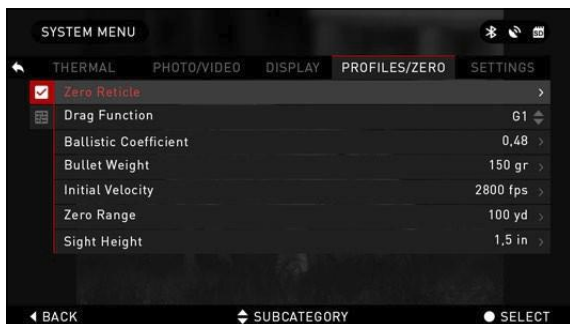 SYSTEM MENU
THERMAL PHOTO/VIDEO DISPLAY PROFILES/ZERO SETTINGS
Zero Reticle
Drag Function G1
Ballistic Coefficient 0,48
Bullet Weight 150 gr
Initial Velocity 2800 fps
Zero Range 100 yd
Sight Height 1,5 in
BACK SUBCATEGORY SELECT